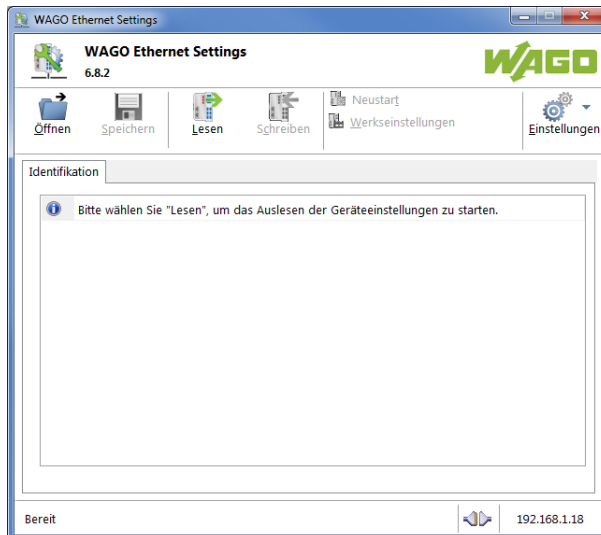 WAGO Ethernet Settings
WAGO Ethernet Settings
6.8.2
WAGO
Öffnen
Speichern
Lesen
Schreiben
Neustart
Werkseinstellungen
Einstellungen
Identifikation
Bitte wählen Sie "Lesen", um das Auslesen der Geräteeinstellungen zu starten.
Bereit
192.168.1.18